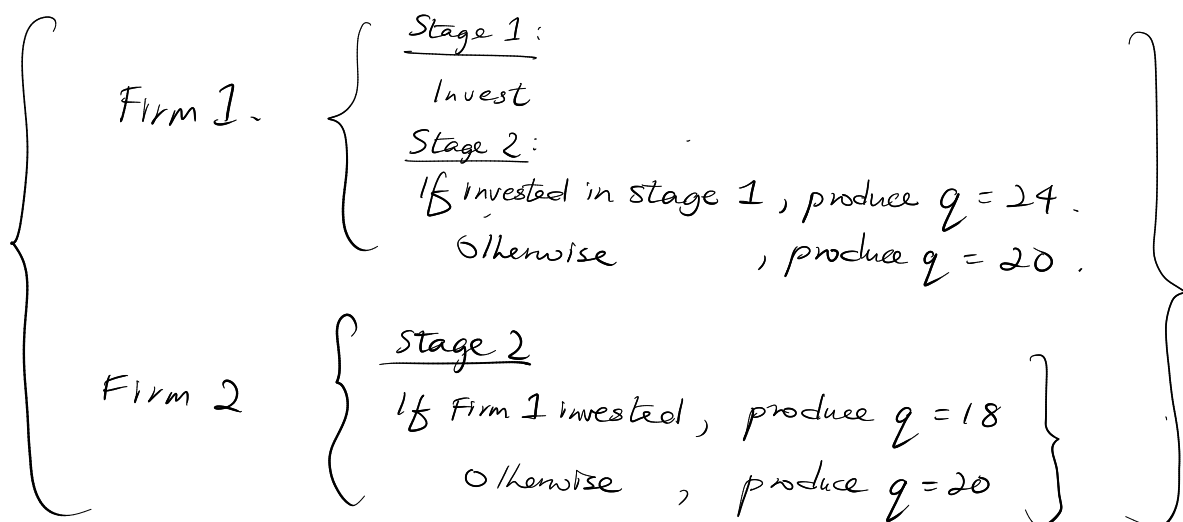 Stage 1:
Firm 1.
Invest
Stage 2:
If invested in stage 1, produce q = 24.
Otherwise , produce q = 20.
Stage 2
Firm 2
If Firm 1 invested, produce q = 18
Otherwise , produce q = 20